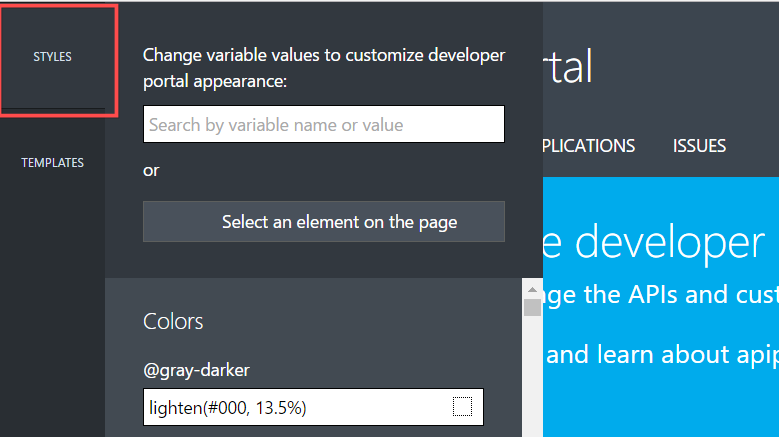 STYLES
TEMPLATES
Change variable values to customize developer
portal appearance:
Search by variable name or value
or
Select an element on the page
Colors
@gray-darker
lighten(#000, 13.5%)
rtal
PLICATIONS ISSUES
e developer
nge the APIs and cust
and learn about apip